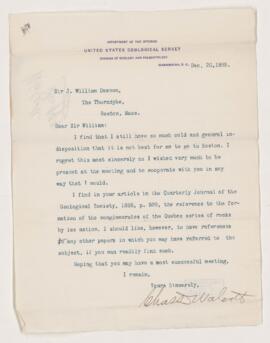 DEPARTMENT OF THE INTERIOR
UNITED STATES GEOLOGICAL SURVEY
DIVISION OF GEOLOGY AND PALEONTOLOGY
WASHINGTON, D. C. Dec. 26, 1893.
Sir J. William Dawson,
The Thorndyke,
Boston, Mass.
Dear Sir William:
I find that I still have so much cold and general in-
disposition that it is not best for me to go to Boston. I
regret this most sincerely as I wished very much to be
present at the meeting and to cooperate with you in any
way that I could.
I find in your article in the Quarterly Journal of the
Geological Society, 1888, p. 809, the reference to the for-
mation of the conglomerates of the Quebec series of rocks
by ice action. I should like, however, to have references
to any other papers in which you may have referred to the
subject, if you can readily find such.
Hoping that you may have a most successful meeting,
I remain,
Yours Sincerely,
Chas D Walcott